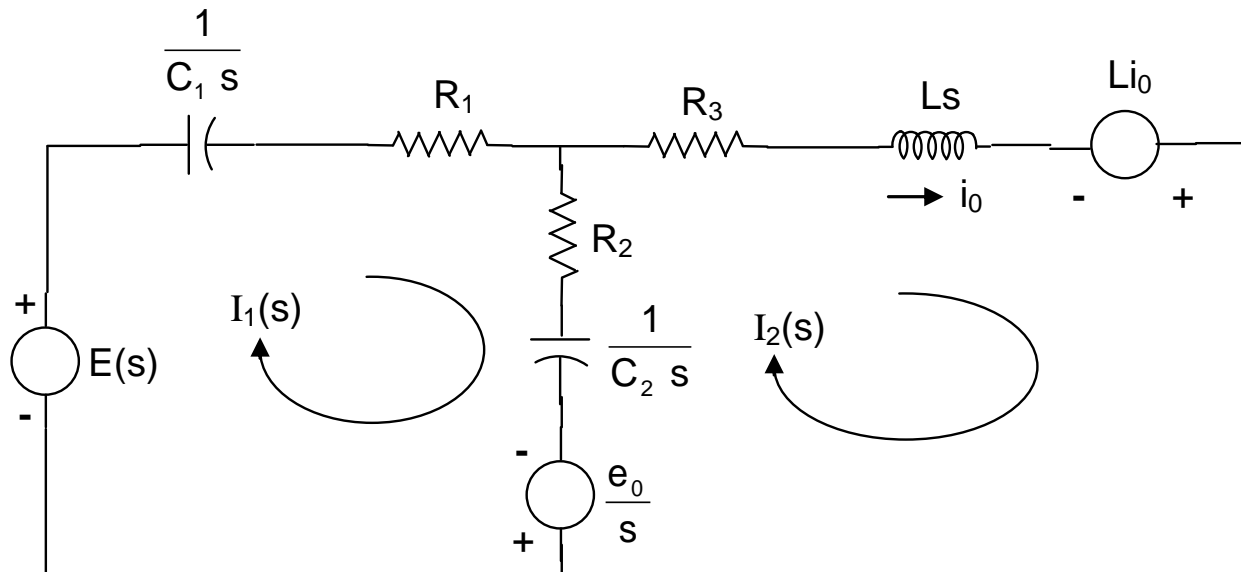 1
C₁ s
R₁
R₃
Ls
Li₀
i₀
- +
R₂
+
E(s)
-
I₁(s)
1
C₂ s
I₂(s)
-
e₀
s
+